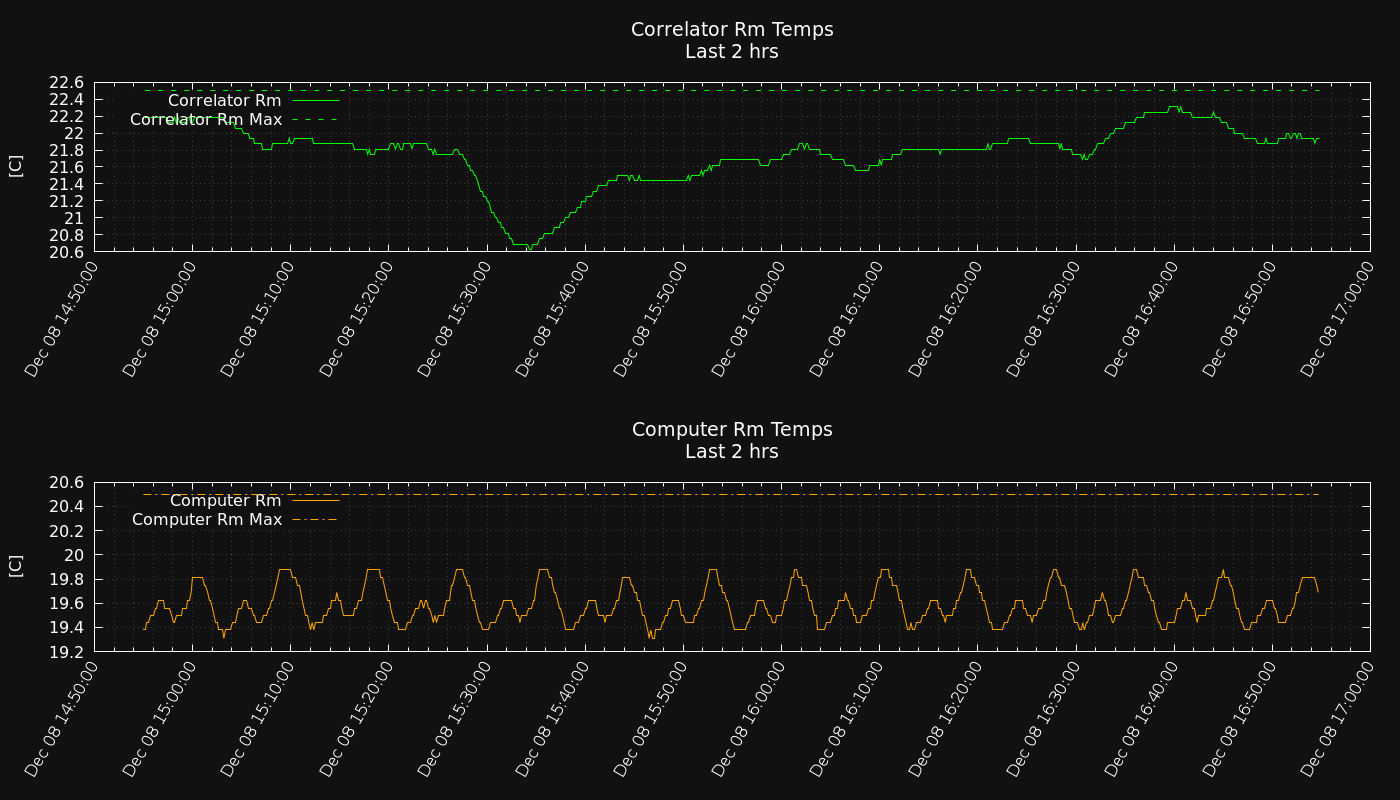 Correlator Rm Temps
Last 2 hrs
22.6
22.4
22.2
22
21.8
21.6
21.4
21.2
21
20.8
20.6
[C]
Correlator Rm
Correlator Rm Max
Dec 08 14:50:00
Dec 08 15:00:00
Dec 08 15:10:00
Dec 08 15:20:00
Dec 08 15:30:00
Dec 08 15:40:00
Dec 08 15:50:00
Dec 08 16:00:00
Dec 08 16:10:00
Dec 08 16:20:00
Dec 08 16:30:00
Dec 08 16:40:00
Dec 08 16:50:00
Dec 08 17:00:00
Computer Rm Temps
Last 2 hrs
20.6
20.4
20.2
20
19.8
19.6
19.4
19.2
[C]
Computer Rm
Computer Rm Max
Dec 08 14:50:00
Dec 08 15:00:00
Dec 08 15:10:00
Dec 08 15:20:00
Dec 08 15:30:00
Dec 08 15:40:00
Dec 08 15:50:00
Dec 08 16:00:00
Dec 08 16:10:00
Dec 08 16:20:00
Dec 08 16:30:00
Dec 08 16:40:00
Dec 08 16:50:00
Dec 08 17:00:00